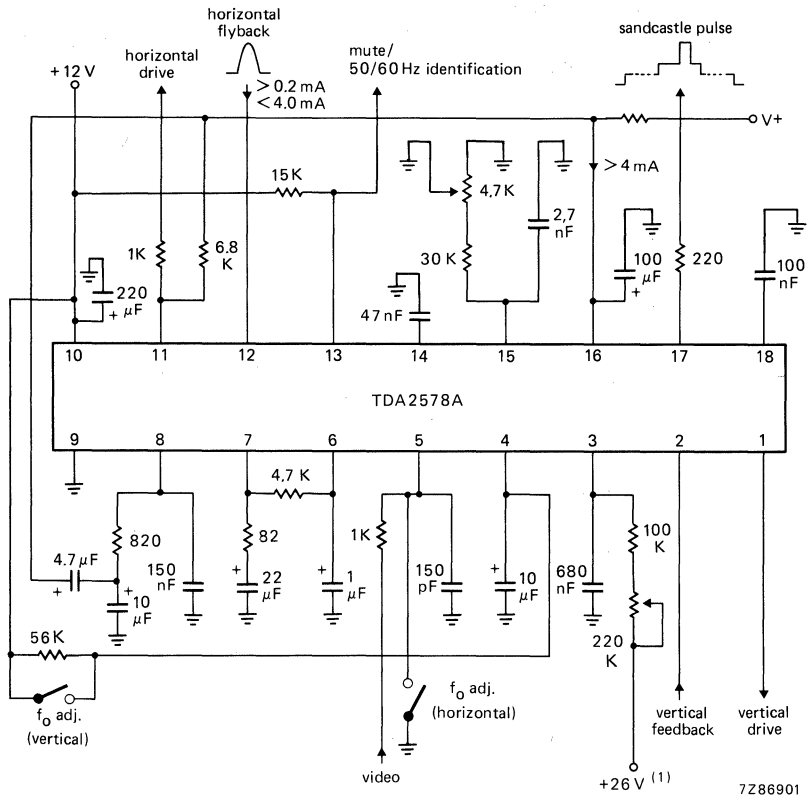 horizontal
flyback
horizontal
drive
mute/
50/60 Hz identification
sandcastle pulse
+12 V
> 0.2 mA
< 4.0 mA
V+
15 K
4,7 K
> 4 mA
2,7
nF
1K
6.8
K
30 K
100
μF
+
220
100
nF
220
μF
+
47 nF
10 11 12 13 14 15 16 17 18
TDA2578A
9 8 7 6 5 4 3 2 1
4,7 K
820
82
1K
100
K
4.7 μF
+
150
nF
+
10
μF
+
22
μF
+
1
μF
150
pF
+
10
μF
680
nF
220
K
56K
fo adj.
(vertical)
fo adj.
(horizontal)
vertical
feedback
vertical
drive
video
+26 V (1)
7Z86901